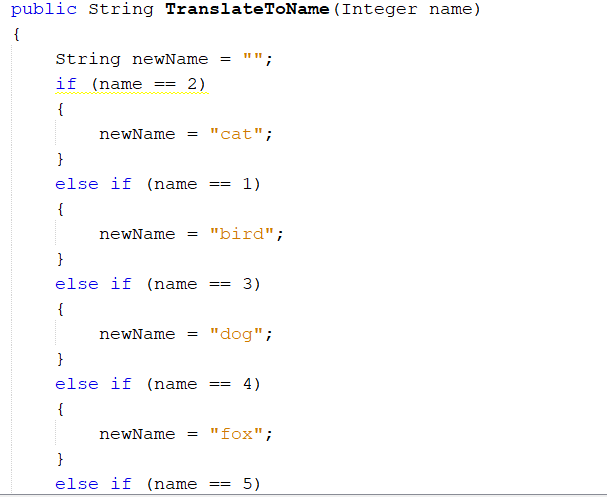 public String TranslateToName(Integer name)
{
String newName = "";
if (name == 2)
{
newName = "cat";
}
else if (name == 1)
{
newName = "bird";
}
else if (name == 3)
{
newName = "dog";
}
else if (name == 4)
{
newName = "fox";
}
else if (name == 5)